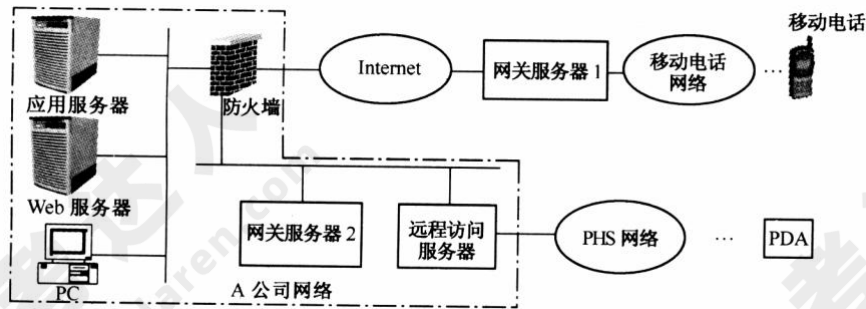 移动电话
应用服务器
防火墙
Internet
网关服务器 1
移动电话
网络
Web 服务器
网关服务器 2
远程访问
服务器
PHS 网络
PDA
PC
A 公司网络